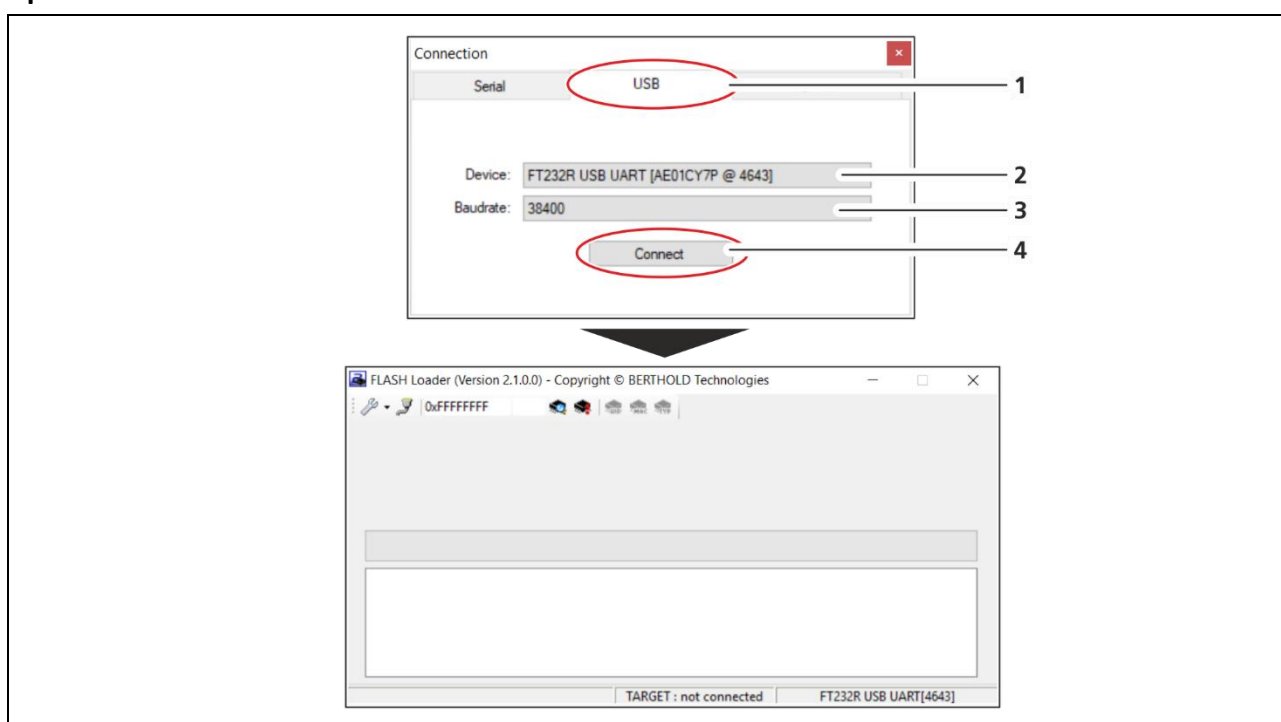 Connection
Serial USB 1
Device: FT232R USB UART [AE01CY7P @ 4643] 2
Baudrate: 38400 3
Connect 4
FLASH Loader (Version 2.1.0.0) - Copyright © BERTHOLD Technologies
0xFFFFFFFF
TARGET : not connected FT232R USB UART[4643]